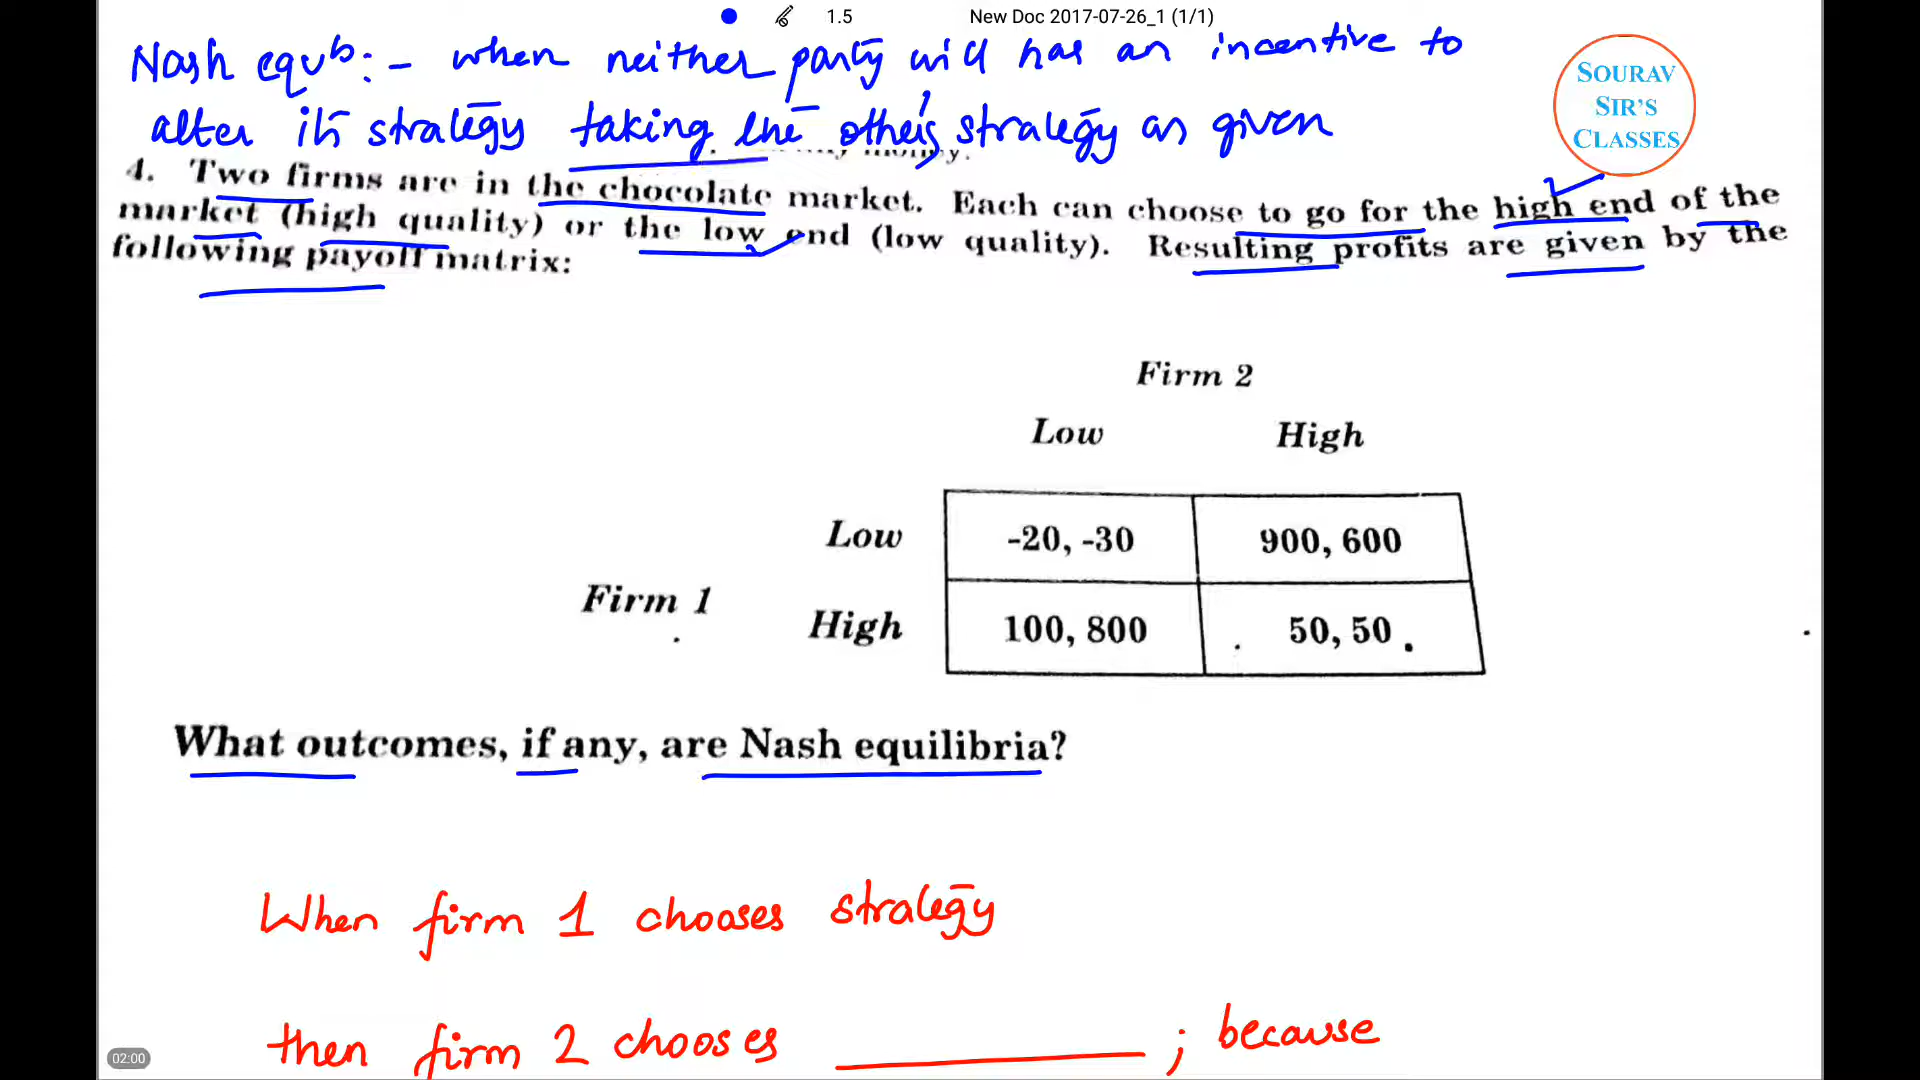 1.5 New Doc 2017-07-26_1 (1/1)
Nash equb:- when neither party will has an incentive to
alter its strategy taking the other's strategy as given
SOURAV
SIR'S
CLASSES
4. Two firms are in the chocolate market. Each can choose to go for the high end of the
market (high quality) or the low end (low quality). Resulting profits are given by the
following payoff matrix:
Firm 2
Low High
Low -20, -30 900, 600
Firm 1
High 100, 800 50, 50
What outcomes, if any, are Nash equilibria?
When firm 1 chooses strategy
then firm 2 chooses ; because
02:00